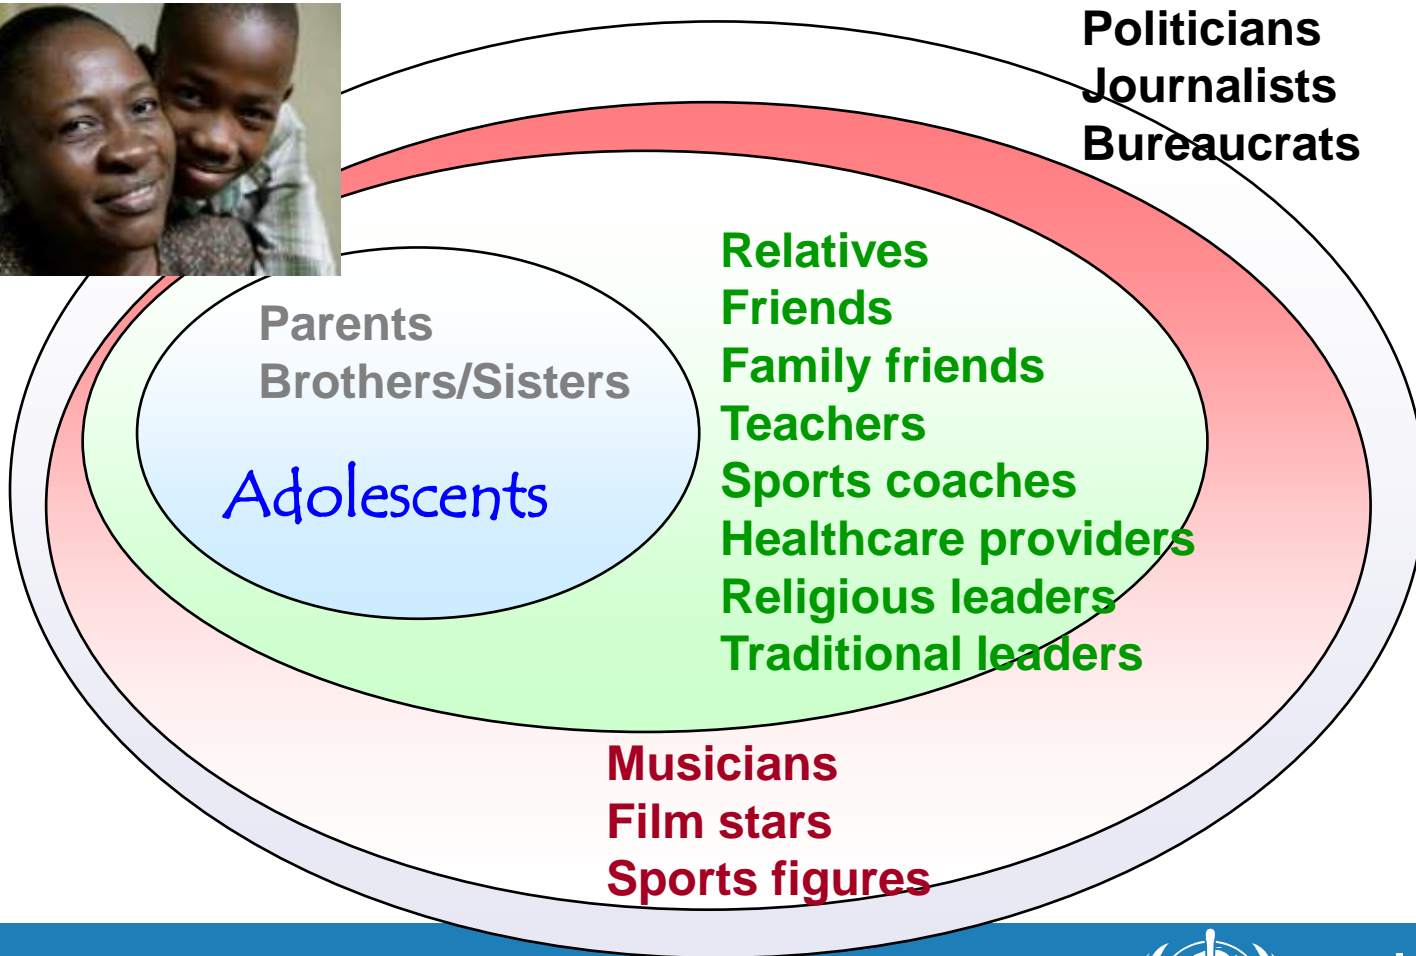 Politicians
Journalists
Bureaucrats
Relatives
Friends
Family friends
Teachers
Sports coaches
Healthcare providers
Religious leaders
Traditional leaders
Parents
Brothers/Sisters
Adolescents
Musicians
Film stars
Sports figures